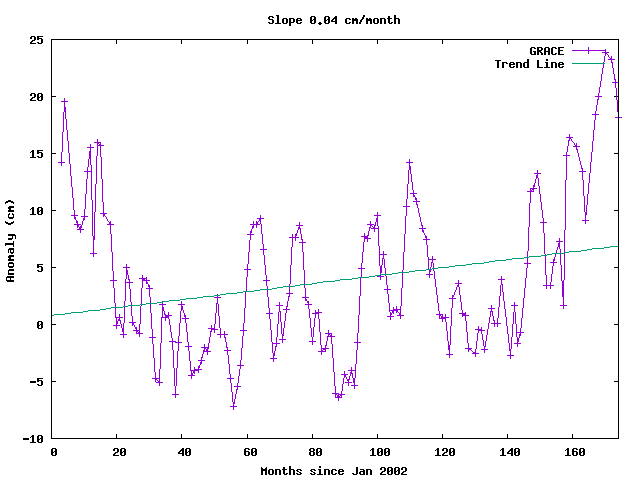 Slope 0.04 cm/month
25
20
15
10
5
0
-5
-10
Anomaly (cm)
GRACE
Trend Line
0 20 40 60 80 100 120 140 160
Months since Jan 2002